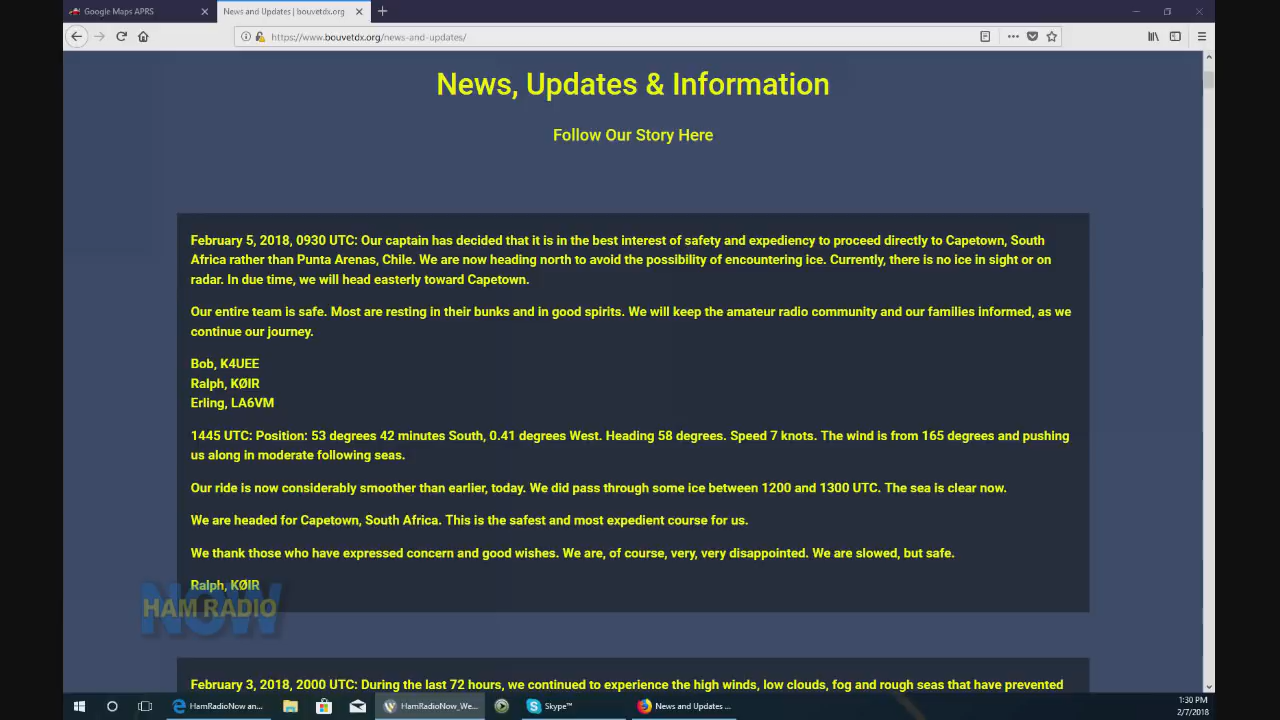 Google Maps APRS
News and Updates | bouvetdx.org
https://www.bouvetdx.org/news-and-updates/
News, Updates & Information
Follow Our Story Here
February 5, 2018, 0930 UTC: Our captain has decided that it is in the best interest of safety and expediency to proceed directly to Capetown, South
Africa rather than Punta Arenas, Chile. We are now heading north to avoid the possibility of encountering ice. Currently, there is no ice in sight or on
radar. In due time, we will head easterly toward Capetown.
Our entire team is safe. Most are resting in their bunks and in good spirits. We will keep the amateur radio community and our families informed, as we
continue our journey.
Bob, K4UEE
Ralph, KØIR
Erling, LA6VM
1445 UTC: Position: 53 degrees 42 minutes South, 0.41 degrees West. Heading 58 degrees. Speed 7 knots. The wind is from 165 degrees and pushing
us along in moderate following seas.
Our ride is now considerably smoother than earlier, today. We did pass through some ice between 1200 and 1300 UTC. The sea is clear now.
We are headed for Capetown, South Africa. This is the safest and most expedient course for us.
We thank those who have expressed concern and good wishes. We are, of course, very, very disappointed. We are slowed, but safe.
Ralph, KØIR
NOW
HAM RADIO
February 3, 2018, 2000 UTC: During the last 72 hours, we continued to experience the high winds, low clouds, fog and rough seas that have prevented
HamRadioNow an...
HamRadioNow_We...
Skype™
News and Updates ...
1:30 PM
2/7/2018